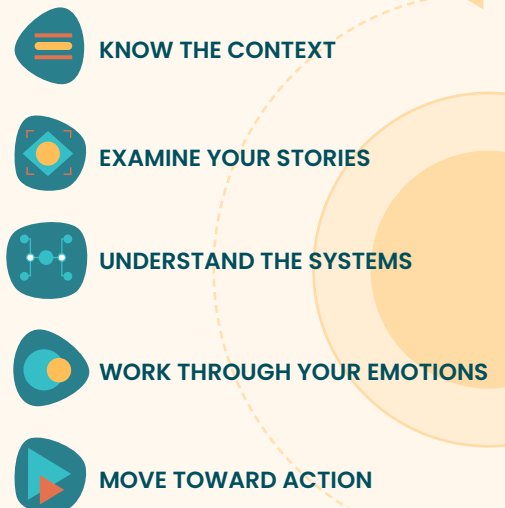 KNOW THE CONTEXT
EXAMINE YOUR STORIES
UNDERSTAND THE SYSTEMS
WORK THROUGH YOUR EMOTIONS
MOVE TOWARD ACTION